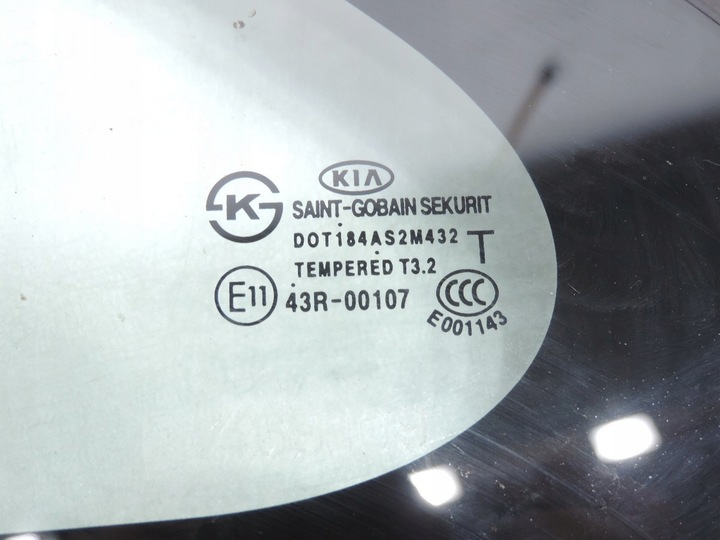 KIA
K
SAINT-GOBAIN SEKURIT
DOT184AS2M432 T
TEMPERED T3.2
E11 43R-00107 CCC
E001143